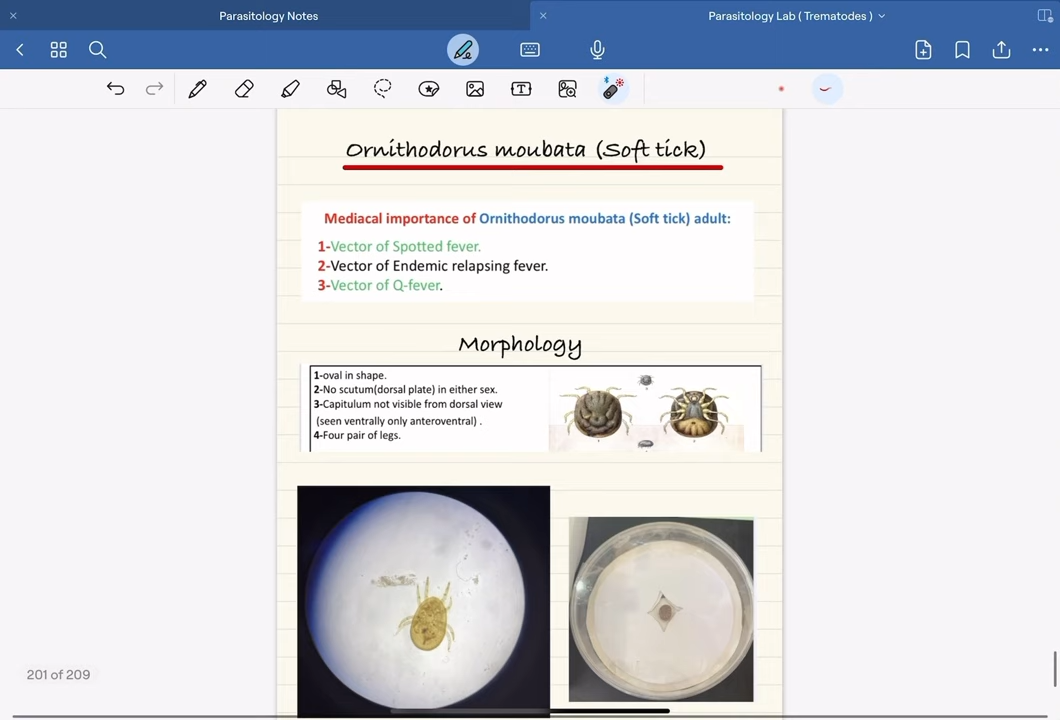 Parasitology Notes
Parasitology Lab ( Trematodes )
Ornithodorus moubata (Soft tick)
Mediacal importance of Ornithodorus moubata (Soft tick) adult:
1-Vector of Spotted fever.
2-Vector of Endemic relapsing fever.
3-Vector of Q-fever.
Morphology
1-oval in shape.
2-No scutum(dorsal plate) in either sex.
3-Capitulum not visible from dorsal view
(seen ventrally only anteroventral) .
4-Four pair of legs.
201 of 209